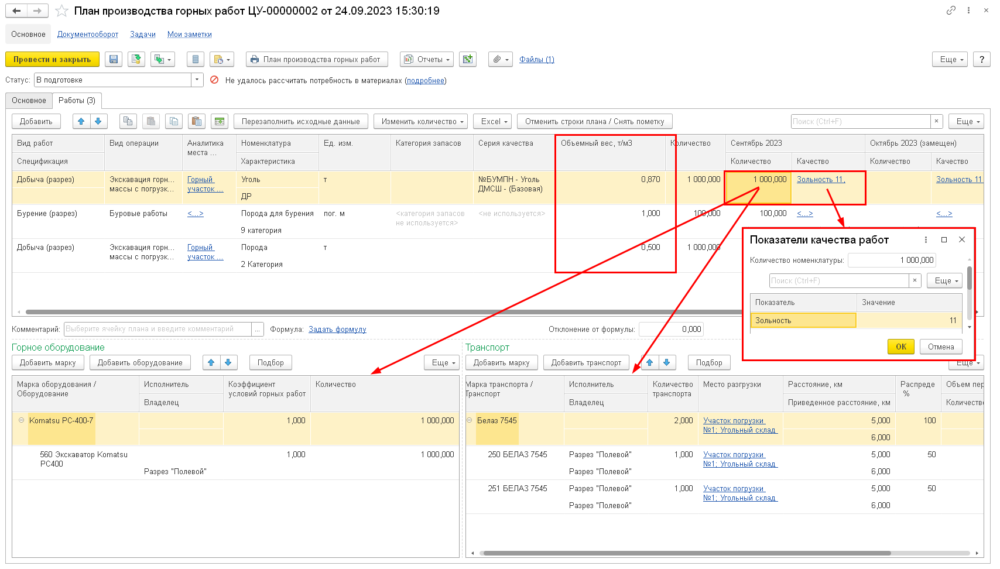 План производства горных работ ЦУ-00000002 от 24.09.2023 15:30:19
Основное Документооборот Задачи Мои заметки
Провести и закрыть План производства горных работ Отчеты Файлы (1) Еще ?
Статус: В подготовке Не удалось рассчитать потребность в материалах (подробнее)
Основное Работы (3)
Добавить Перезаполнить исходные данные Изменить количество Excel Отменить строки плана / Снять пометку Поиск (Ctrl+F) × Еще
Вид работ Вид операции Аналитика места ... Номенклатура Ед. изм. Категория запасов Серия качества Объемный вес, т/м3 Количество Сентябрь 2023 Октябрь 2023 (замещен)
Спецификация Характеристика Количество Качество Количество Качество
Добыча (разрез) Экскавация горн... Горный Уголь т №БУМПН - Уголь 0,870 1 000,000 1 000,000 Зольность 11, Зольность 11
массы с погрузк... участок ... ДМСШ - (Базовая)
ДР
Бурение (разрез) Буровые работы <...> Порода для бурения пог. м <категория запасов <не используется> 1,000 100,000 100,000 <...> <...>
не используется>
9 категория
Добыча (разрез) Экскавация горн... Горный Порода т 0,500 1 000,000
массы с погрузк... участок ...
2 Категория
Показатели качества работ
Количество номенклатуры: 1 000,000
Поиск (Ctrl+F) × Еще
Показатель Значение
Зольность 11
ОК Отмена
Комментарий: Выберите ячейку плана и введите комментарий ... Формула: Задать формулу Отклонение от формулы: 0,000
Горное оборудование
Добавить марку Добавить оборудование Подбор Еще
Марка оборудования / Исполнитель Коэффициент Количество
Оборудование условий горных работ
Владелец
Komatsu PC-400-7 1,000 1 000,000
560 Экскаватор Komatsu 1,000 1 000,000
PC400
Разрез "Полевой"
Транспорт
Добавить марку Добавить транспорт Подбор Еще
Марка транспорта / Исполнитель Количество Место разгрузки Расстояние, км Распреде Объем пер
Транспорт транспорта %
Владелец Приведенное расстояние, км Количество
Белаз 7545 2,000 Участок погрузки 5,000 100
№1; Угольный склад
6,000
250 БЕЛАЗ 7545 Разрез "Полевой" 1,000 Участок погрузки 5,000 50
№1; Угольный склад
Разрез "Полевой" 6,000
251 БЕЛАЗ 7545 Разрез "Полевой" 1,000 Участок погрузки 5,000 50
№1; Угольный склад
Разрез "Полевой" 6,000